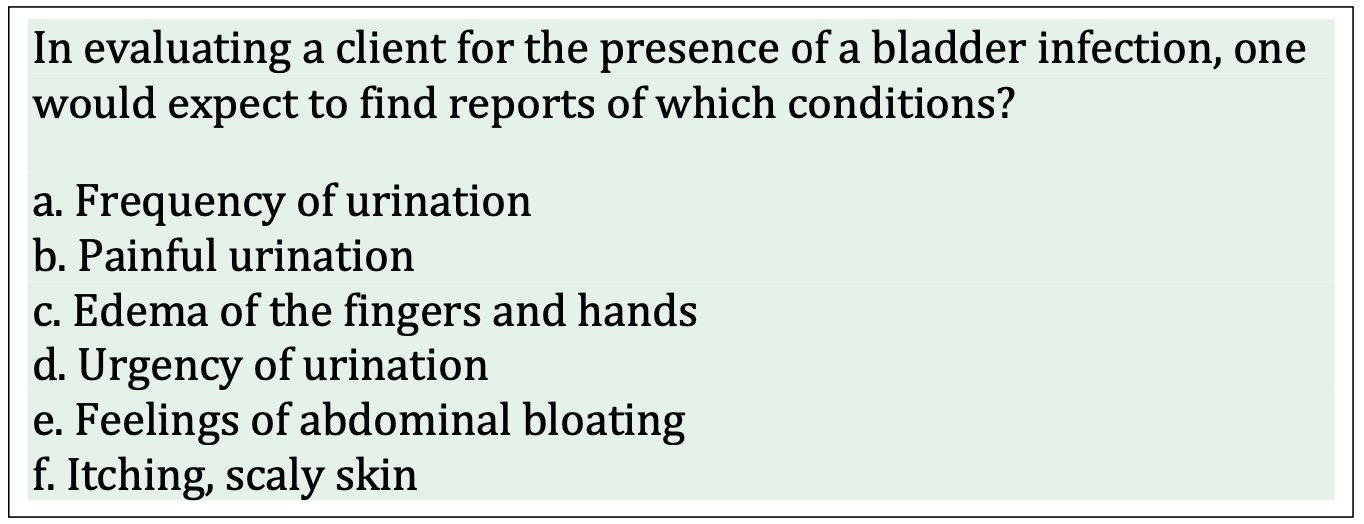 In evaluating a client for the presence of a bladder infection, one
would expect to find reports of which conditions?
a. Frequency of urination
b. Painful urination
c. Edema of the fingers and hands
d. Urgency of urination
e. Feelings of abdominal bloating
f. Itching, scaly skin